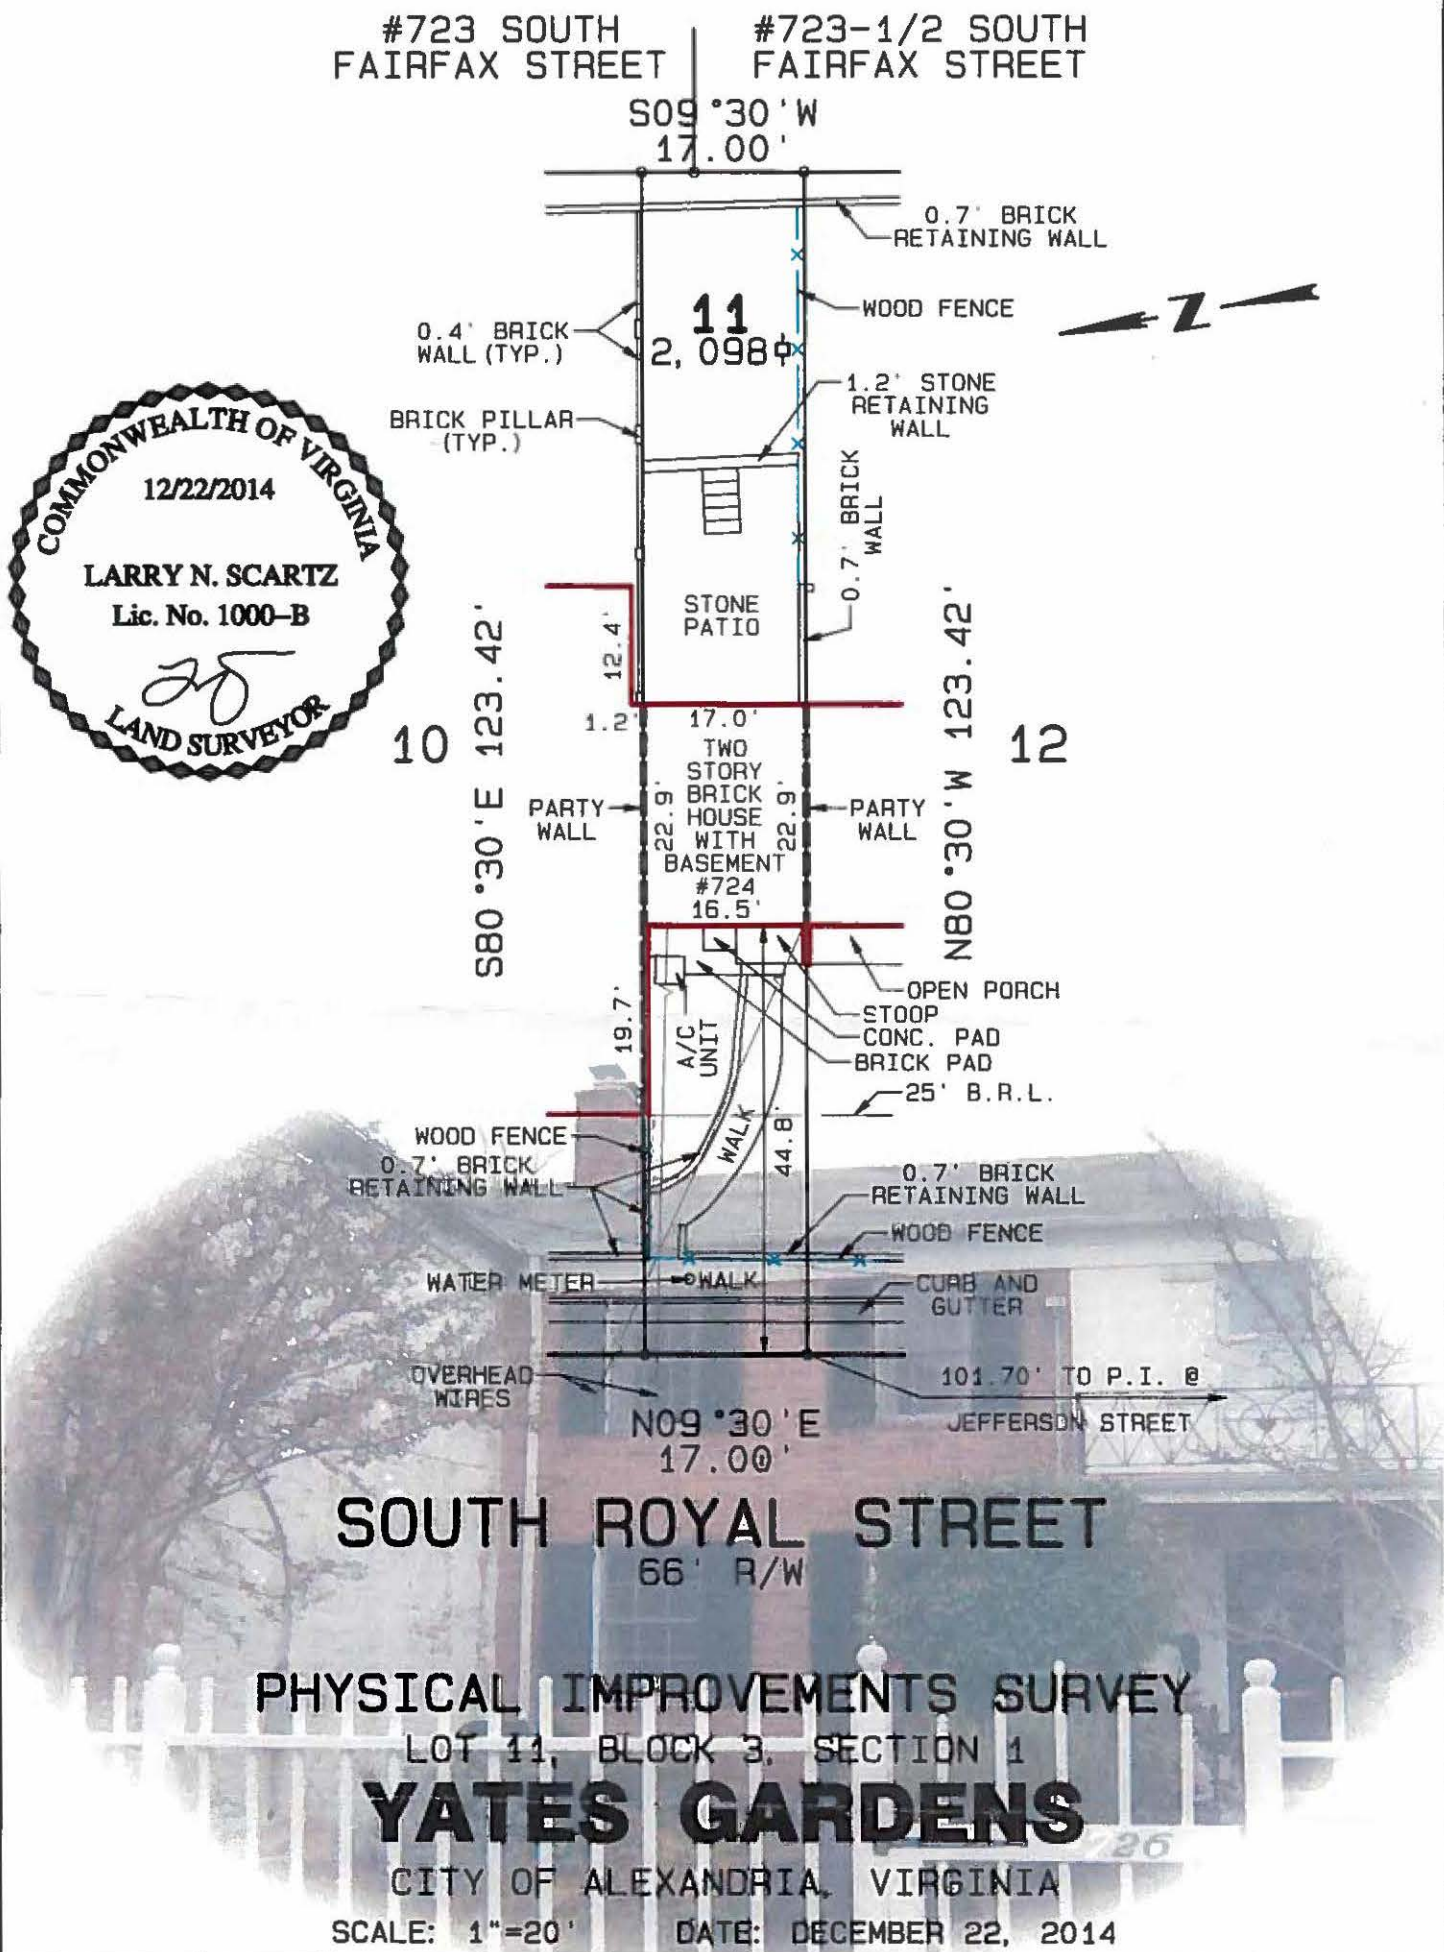 #723 SOUTH
FAIRFAX STREET
#723-1/2 SOUTH
FAIRFAX STREET
S09°30'W
17.00'
0.7' BRICK
RETAINING WALL
WOOD FENCE
11
2,098
0.4' BRICK
WALL (TYP.)
N
1.2' STONE
RETAINING
WALL
BRICK PILLAR
(TYP.)
0.7' BRICK
WALL
COMMONWEALTH OF VIRGINIA
12/22/2014
LARRY N. SCARTZ
Lic. No. 1000-B
LAND SURVEYOR
STONE
PATIO
12.4'
S80°30'E 123.42'
N80°30'W 123.42'
10
12
1.2'
17.0'
TWO
STORY
BRICK
HOUSE
WITH
BASEMENT
#724
16.5'
22.9'
22.9'
PARTY
WALL
PARTY
WALL
OPEN PORCH
STOOP
CONC. PAD
BRICK PAD
19.7'
A/C
UNIT
25' B.R.L.
WALK
44.8'
WOOD FENCE
0.7' BRICK
RETAINING WALL
0.7' BRICK
RETAINING WALL
WOOD FENCE
WATER METER
WALK
CURB AND
GUTTER
OVERHEAD
WIRES
101.70' TO P.I. @
JEFFERSON STREET
N09°30'E
17.00'
SOUTH ROYAL STREET
66' R/W
PHYSICAL IMPROVEMENTS SURVEY
LOT 11, BLOCK 3, SECTION 1
YATES GARDENS
726
CITY OF ALEXANDRIA, VIRGINIA
SCALE: 1"=20'
DATE: DECEMBER 22, 2014